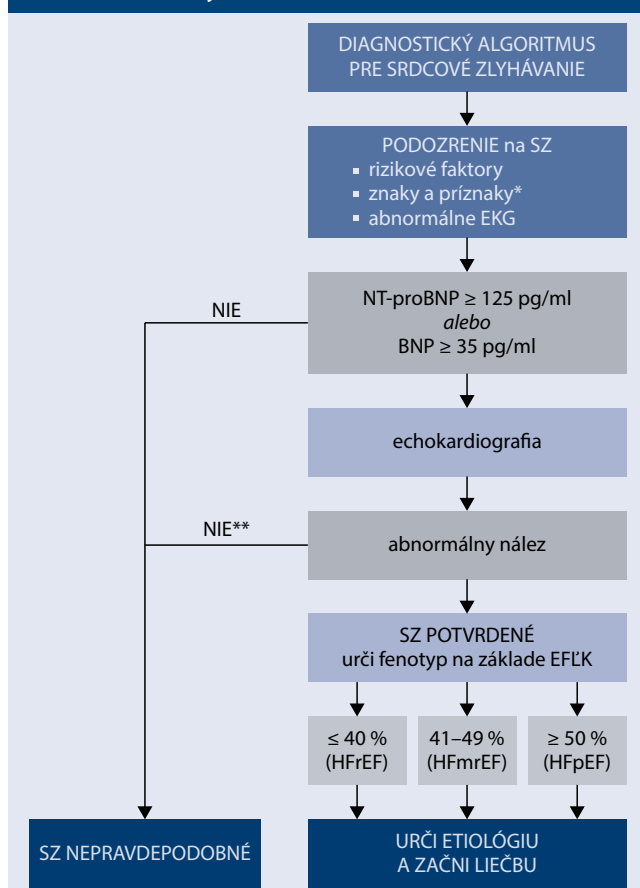 DIAGNOSTICKÝ ALGORITMUS
PRE SRDCOVÉ ZLYHÁVANIE
PODOZRENIE na SZ
▪ rizikové faktory
▪ znaky a príznaky*
▪ abnormálne EKG
NIE
NT-proBNP ≥ 125 pg/ml
alebo
BNP ≥ 35 pg/ml
echokardiografia
NIE**
abnormálny nález
SZ POTVRDENÉ
urči fenotyp na základe EFĽK
≤ 40 %
(HFrEF)
41–49 %
(HFmrEF)
≥ 50 %
(HFpEF)
SZ NEPRAVDEPODOBNÉ
URČI ETIOLÓGIU
A ZAČNI LIEČBU